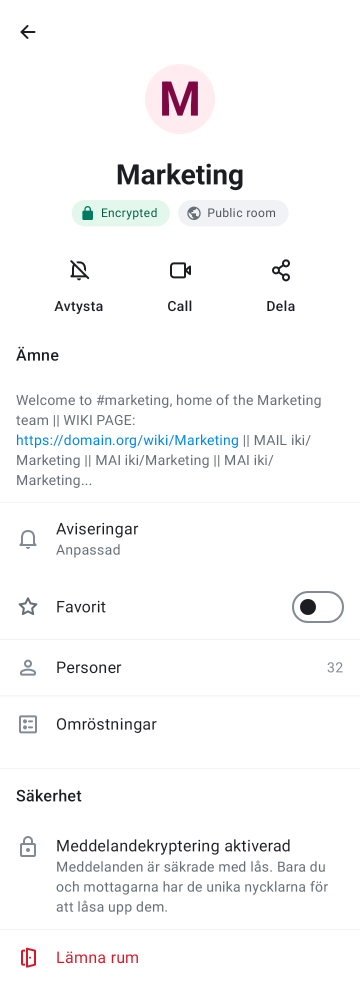 M
Marketing
Encrypted
Public room
Avtysta
Call
Dela
Ämne
Welcome to #marketing, home of the Marketing
team || WIKI PAGE:
https://domain.org/wiki/Marketing || MAIL iki/
Marketing || MAI iki/Marketing || MAI iki/
Marketing...
Aviseringar
Anpassad
Favorit
Personer
32
Omröstningar
Säkerhet
Meddelandekryptering aktiverad
Meddelanden är säkrade med lås. Bara du
och mottagarna har de unika nycklarna för
att låsa upp dem.
Lämna rum